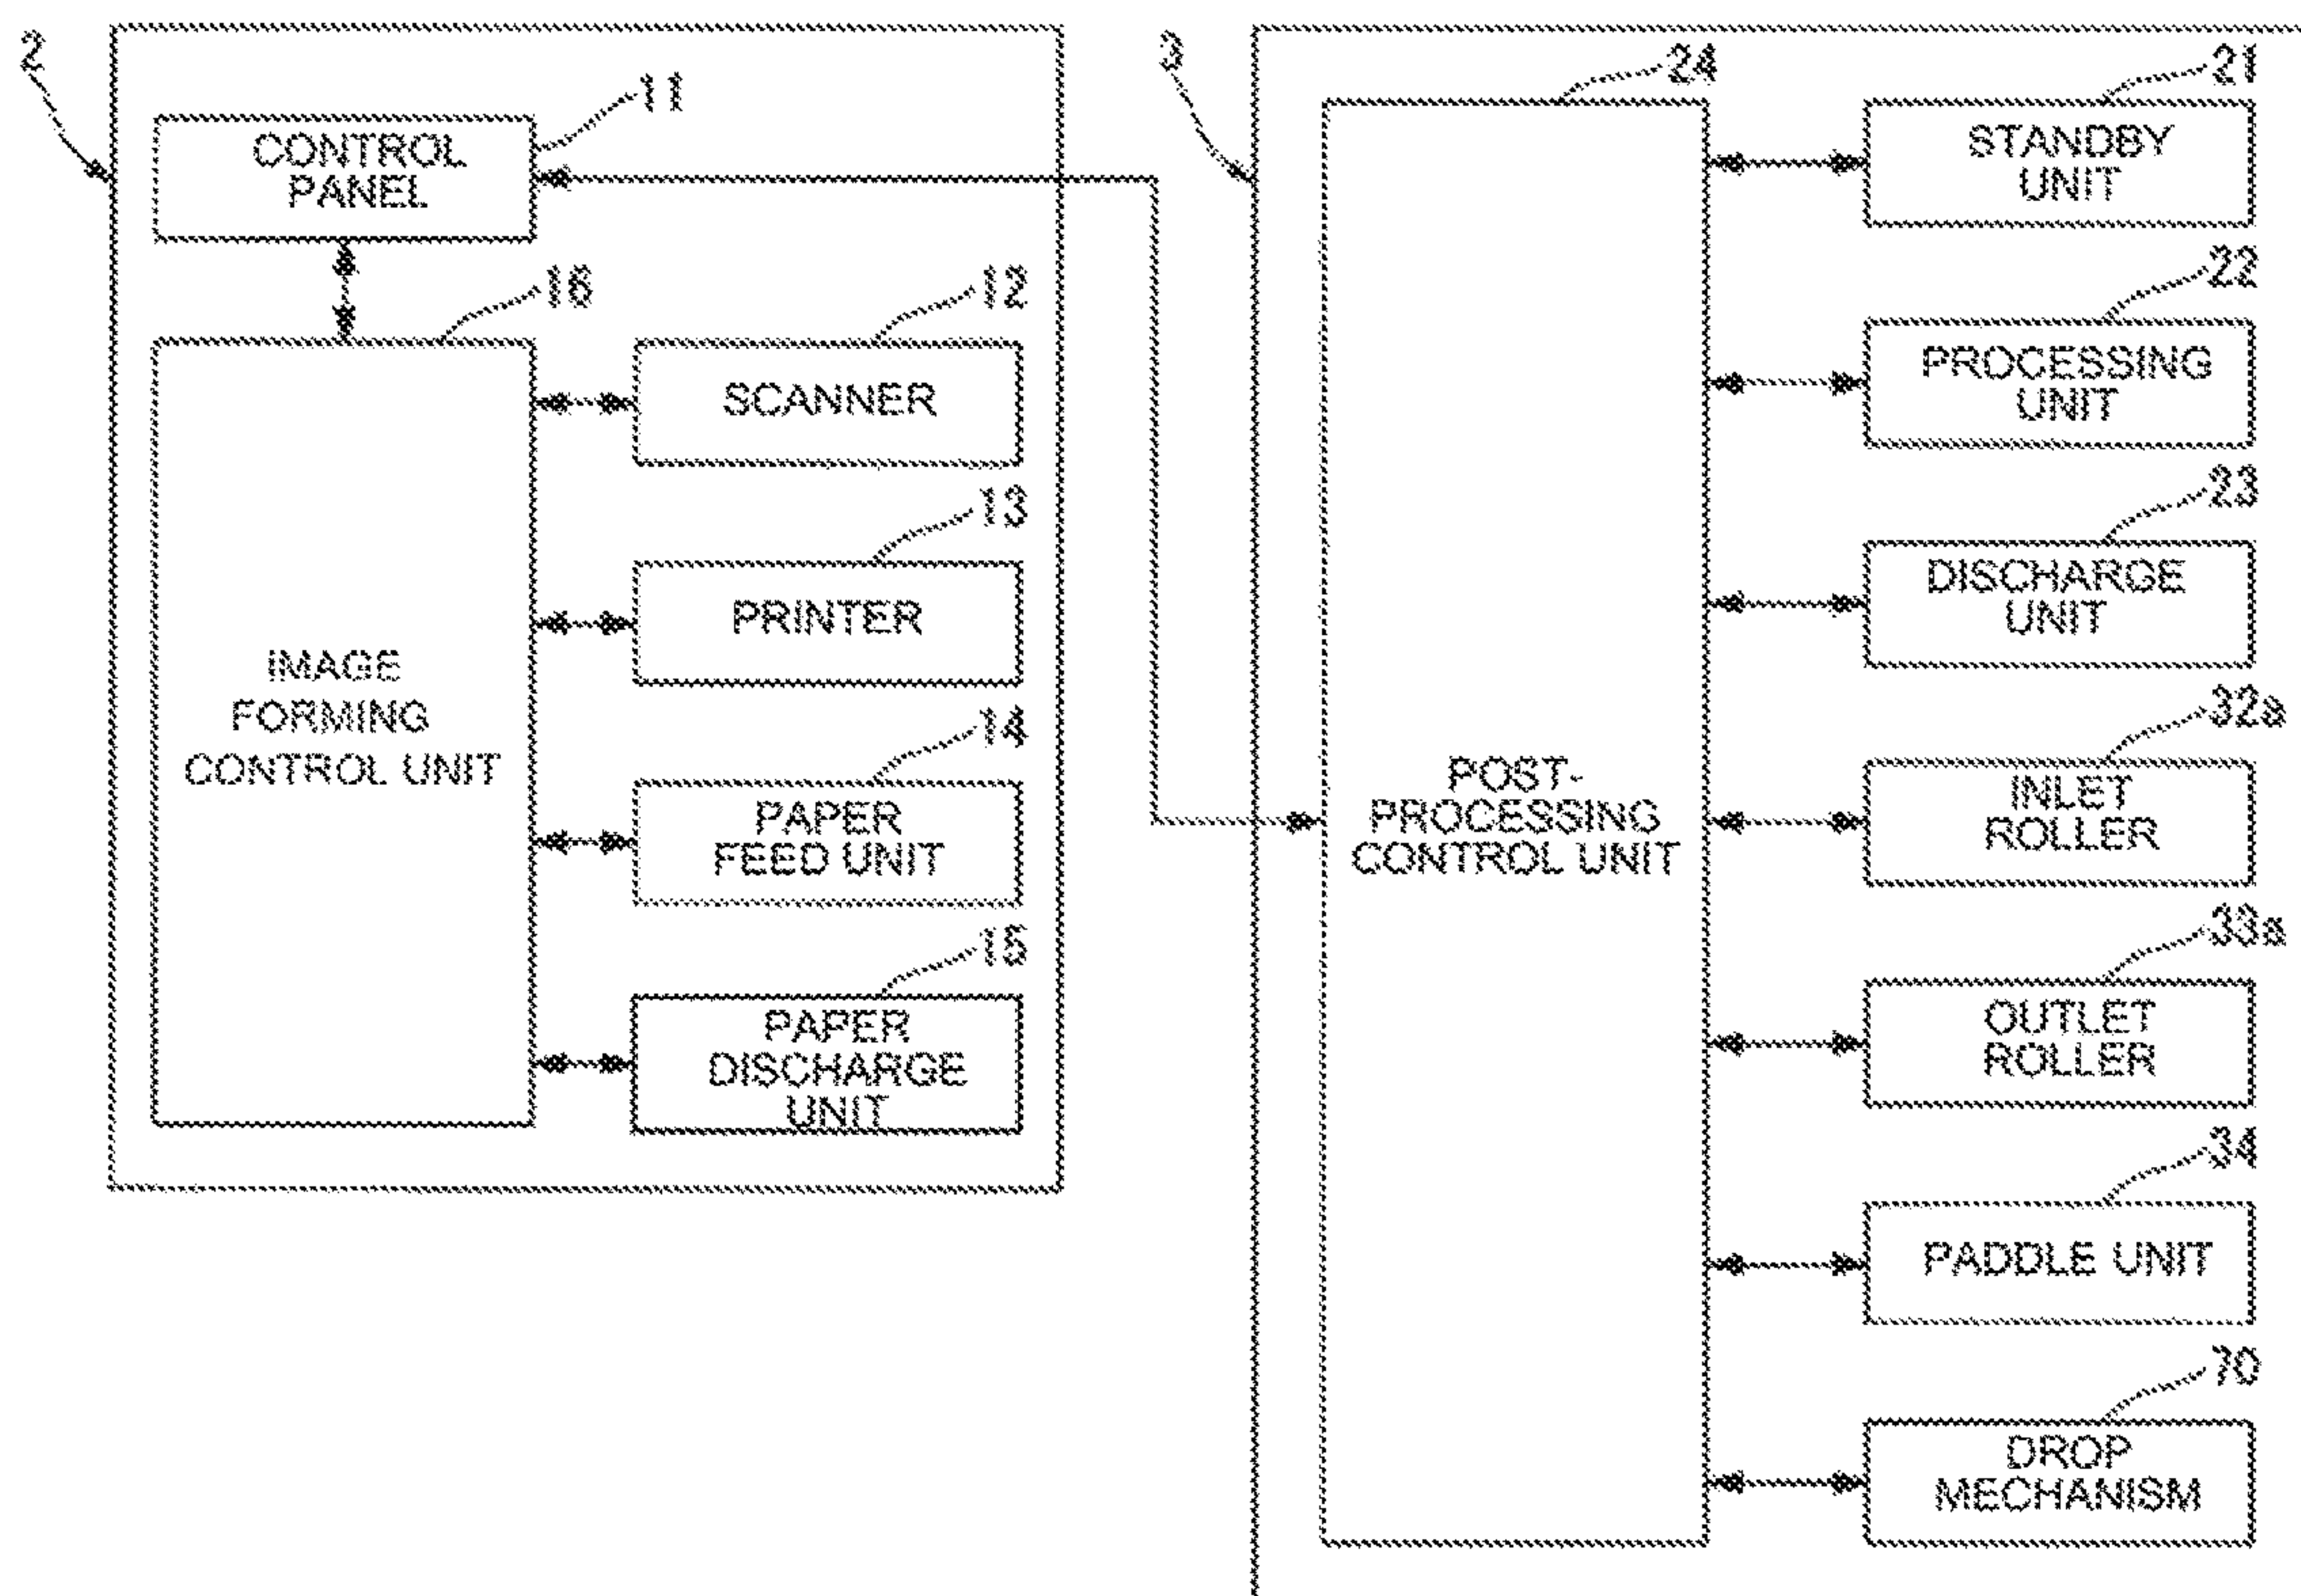 2
11
CONTROL
PANEL
16
IMAGE
FORMING
CONTROL UNIT
12
SCANNER
13
PRINTER
14
PAPER
FEED UNIT
15
PAPER
DISCHARGE
UNIT
3
24
POST-
PROCESSING
CONTROL UNIT
21
STANDBY
UNIT
22
PROCESSING
UNIT
23
DISCHARGE
UNIT
32a
INLET
ROLLER
33a
OUTLET
ROLLER
34
PADDLE UNIT
70
DROP
MECHANISM